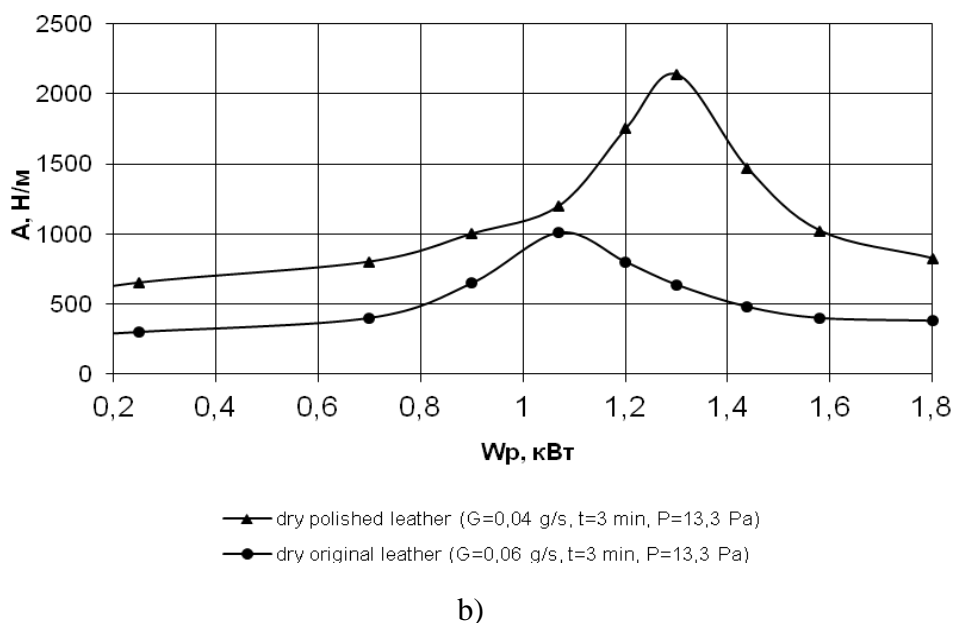 2500
2000
1500
1000
500
0
А, Н/м
0,2 0,4 0,6 0,8 1 1,2 1,4 1,6 1,8
Wp, кВт
dry polished leather (G=0,04 g/s, t=3 min, P=13,3 Pa)
dry original leather (G=0,06 g/s, t=3 min, P=13,3 Pa)
b)